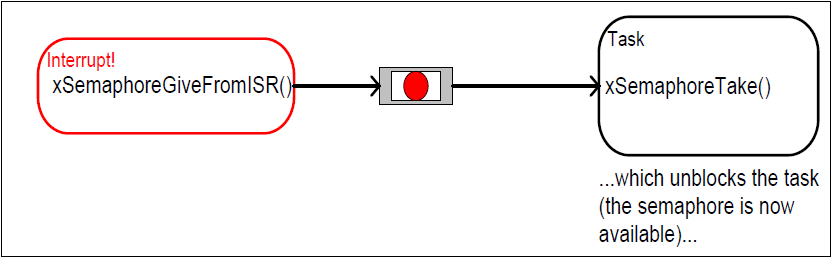 Interrupt!
xSemaphoreGiveFromISR()
Task
xSemaphoreTake()
...which unblocks the task
(the semaphore is now
available)...